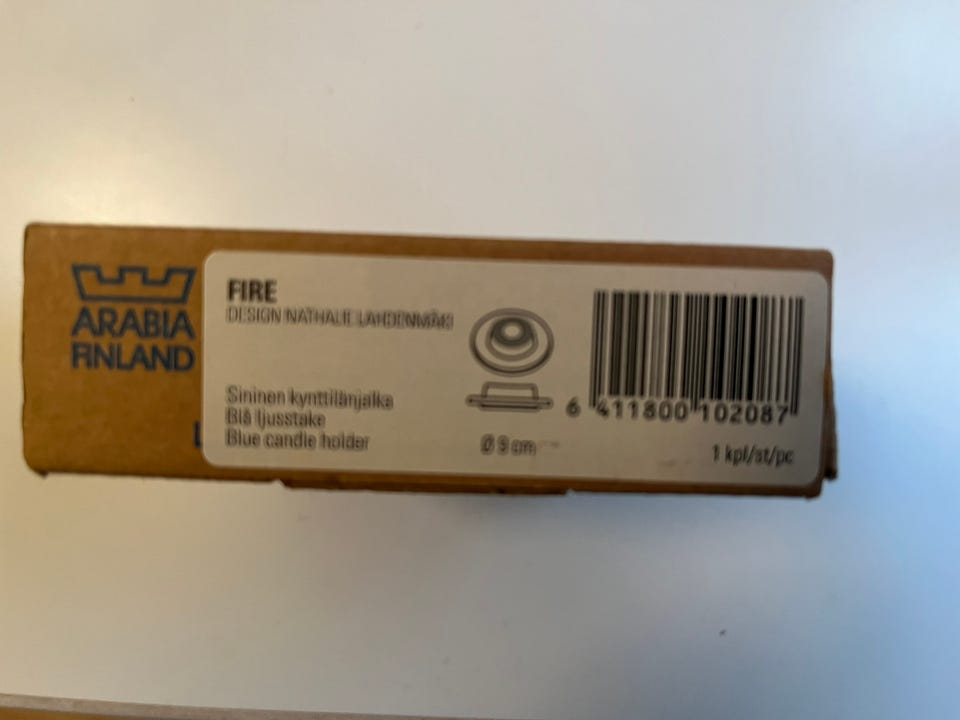 ARABIA
FINLAND
FIRE
DESIGN NATHALIE LAHDENMÄKI
Sininen kynttilänjalka
Blå ljusstake
Blue candle holder
Ø 9 cm
6 411800 102087
1 kpl/st/pc